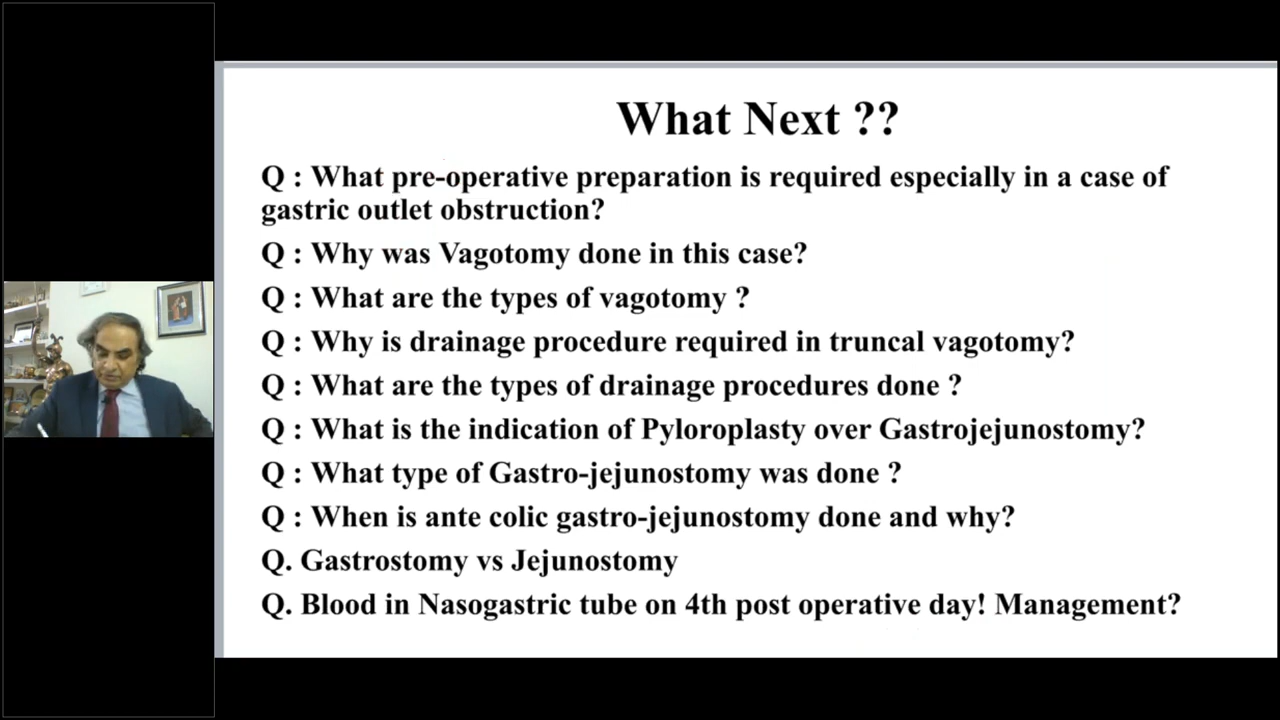 What Next ??
Q : What pre-operative preparation is required especially in a case of
gastric outlet obstruction?
Q : Why was Vagotomy done in this case?
Q : What are the types of vagotomy ?
Q : Why is drainage procedure required in truncal vagotomy?
Q : What are the types of drainage procedures done ?
Q : What is the indication of Pyloroplasty over Gastrojejunostomy?
Q : What type of Gastro-jejunostomy was done ?
Q : When is ante colic gastro-jejunostomy done and why?
Q. Gastrostomy vs Jejunostomy
Q. Blood in Nasogastric tube on 4th post operative day! Management?